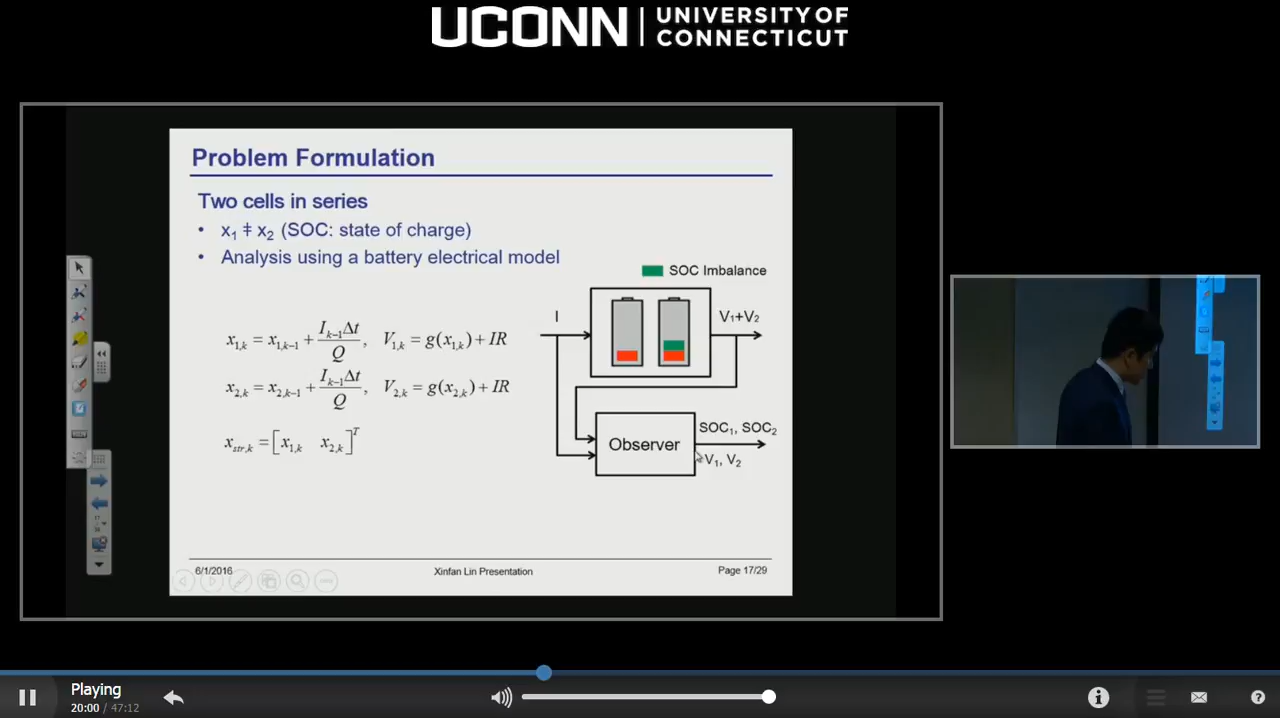 UCONN | UNIVERSITY OF CONNECTICUT
Problem Formulation
Two cells in series
• x₁ ǂ x₂ (SOC: state of charge)
• Analysis using a battery electrical model
SOC Imbalance
I
V₁+V₂
x₁,ₖ = x₁,ₖ₋₁ + Iₖ₋₁Δt / Q, V₁,ₖ = g(x₁,ₖ) + IR
x₂,ₖ = x₂,ₖ₋₁ + Iₖ₋₁Δt / Q, V₂,ₖ = g(x₂,ₖ) + IR
x_str,k = [x₁,ₖ x₂,ₖ]ᵀ
Observer
SOC₁, SOC₂
V₁, V₂
6/1/2016
Xinfan Lin Presentation
Page 17/29
Playing
20:00 / 47:12